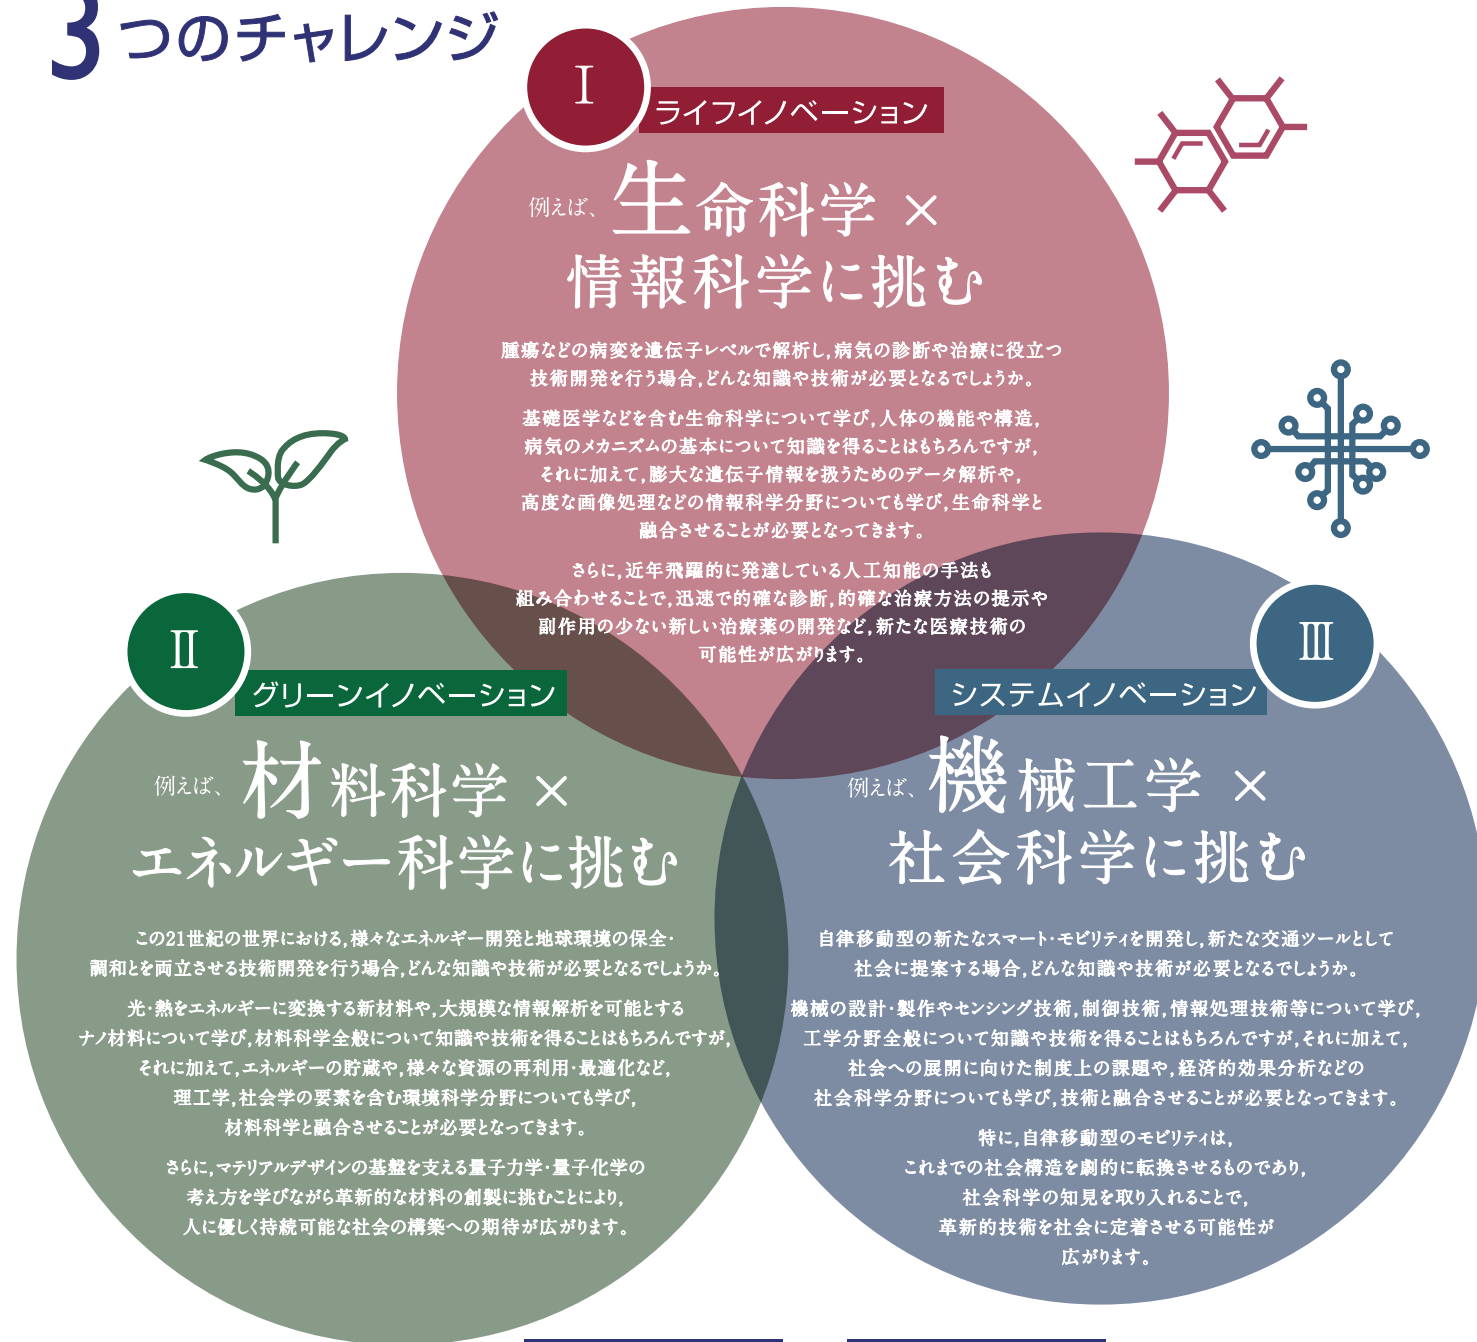 3つのチャレンジ
Ⅰ
ライフイノベーション
例えば、生命科学×
情報科学に挑む
腫瘍などの病変を遺伝子レベルで解析し,病気の診断や治療に役立つ
技術開発を行う場合,どんな知識や技術が必要となるでしょうか。
基礎医学などを含む生命科学について学び,人体の機能や構造,
病気のメカニズムの基本について知識を得ることはもちろんですが,
それに加えて,膨大な遺伝子情報を扱うためのデータ解析や,
高度な画像処理などの情報科学分野についても学び,生命科学と
融合させることが必要となってきます。
さらに,近年飛躍的に発達している人工知能の手法も
組み合わせることで,迅速で的確な診断,的確な治療方法の提示や
副作用の少ない新しい治療薬の開発など,新たな医療技術の
可能性が広がります。
Ⅱ
グリーンイノベーション
例えば、材料科学×
エネルギー科学に挑む
この21世紀の世界における,様々なエネルギー開発と地球環境の保全・
調和とを両立させる技術開発を行う場合,どんな知識や技術が必要となるでしょうか。
光・熱をエネルギーに変換する新材料や,大規模な情報解析を可能とする
ナノ材料について学び,材料科学全般について知識や技術を得ることはもちろんですが,
それに加えて,エネルギーの貯蔵や,様々な資源の再利用・最適化など,
理工学,社会学の要素を含む環境科学分野についても学び,
材料科学と融合させることが必要となってきます。
さらに,マテリアルデザインの基盤を支える量子力学・量子化学の
考え方を学びながら革新的な材料の創製に挑むことにより,
人に優しく持続可能な社会の構築への期待が広がります。
Ⅲ
システムイノベーション
例えば、機械工学×
社会科学に挑む
自律移動型の新たなスマート・モビリティを開発し,新たな交通ツールとして
社会に提案する場合,どんな知識や技術が必要となるでしょうか。
機械の設計・製作やセンシング技術,制御技術,情報処理技術等について学び,
工学分野全般について知識や技術を得ることはもちろんですが,それに加えて,
社会への展開に向けた制度上の課題や,経済的効果分析などの
社会科学分野についても学び,技術と融合させることが必要となってきます。
特に,自律移動型のモビリティは,
これまでの社会構造を劇的に転換させるものであり,
社会科学の知見を取り入れることで,
革新的技術を社会に定着させる可能性が
広がります。